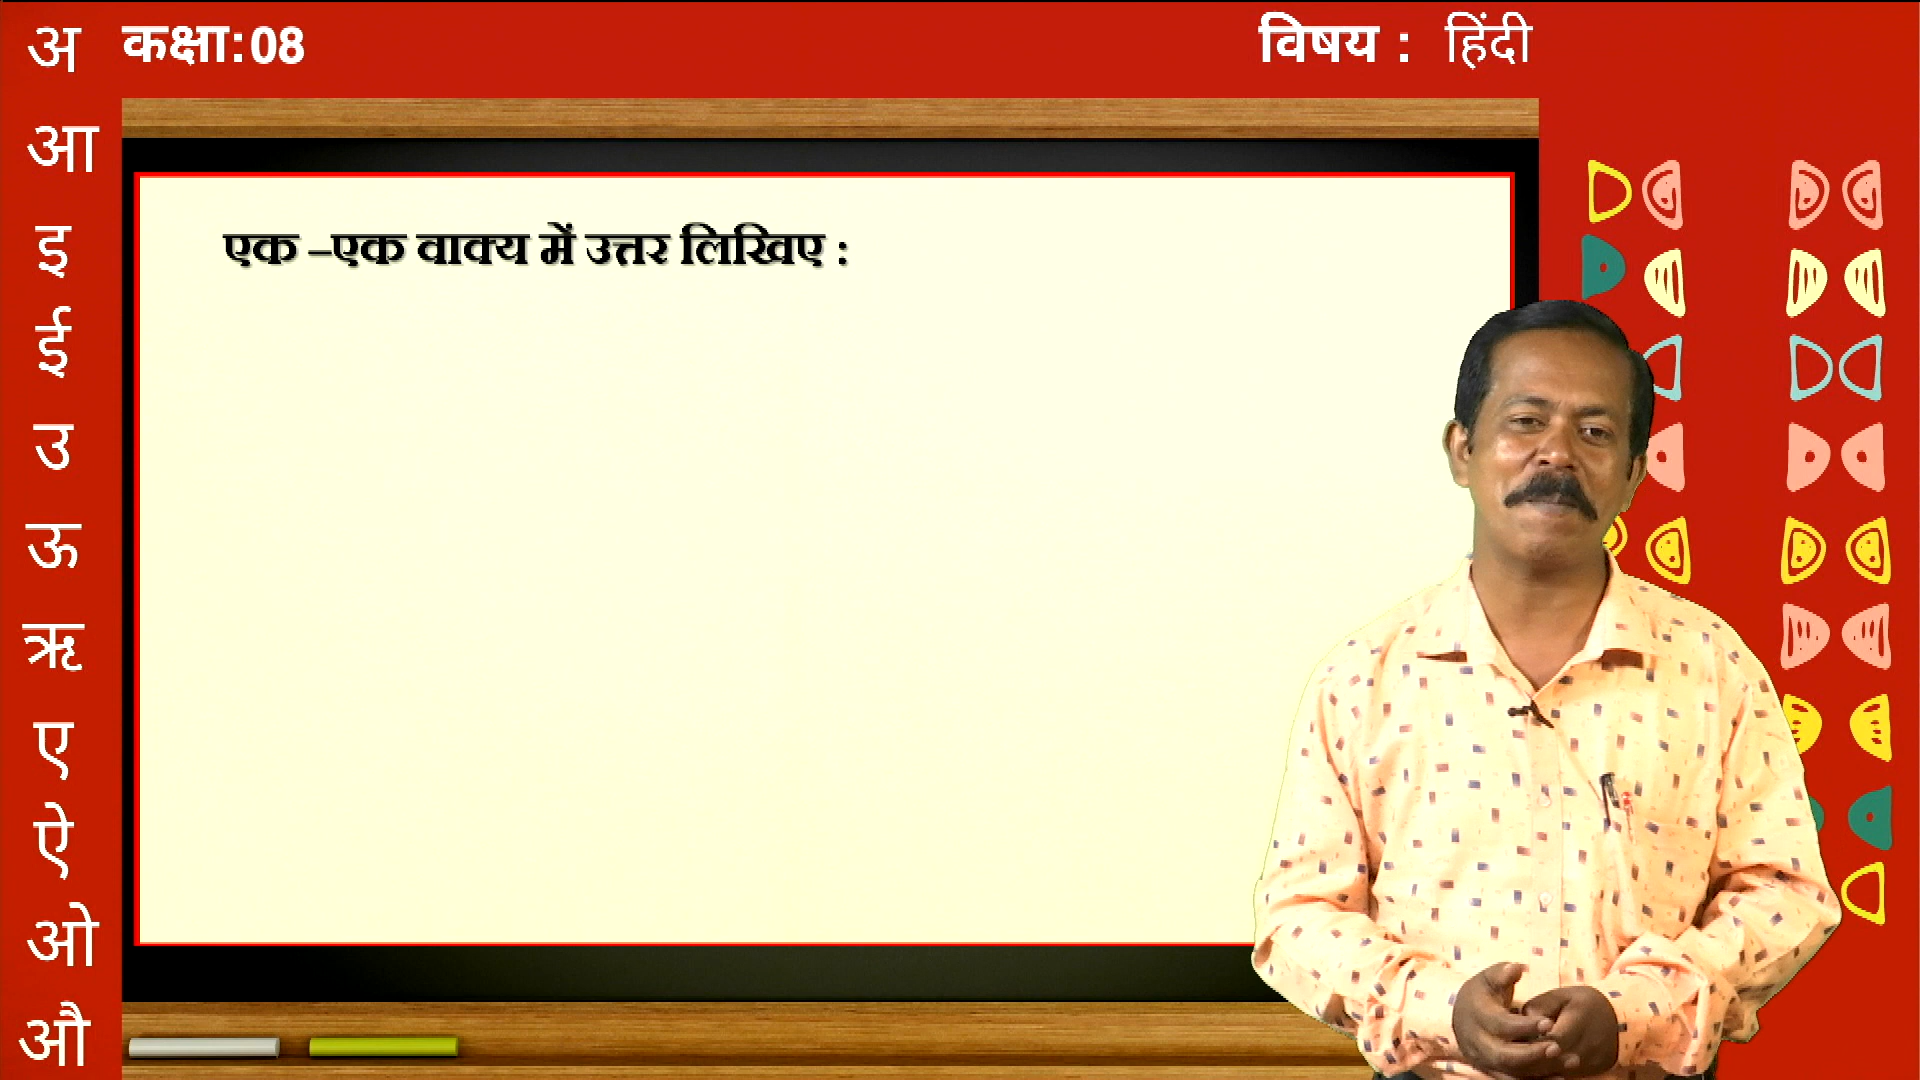 कक्षा:08
विषय : हिंदी
अ
आ
इ
ई
उ
ऊ
ऋ
ए
ऐ
ओ
औ
एक –एक वाक्य में उत्तर लिखिए :